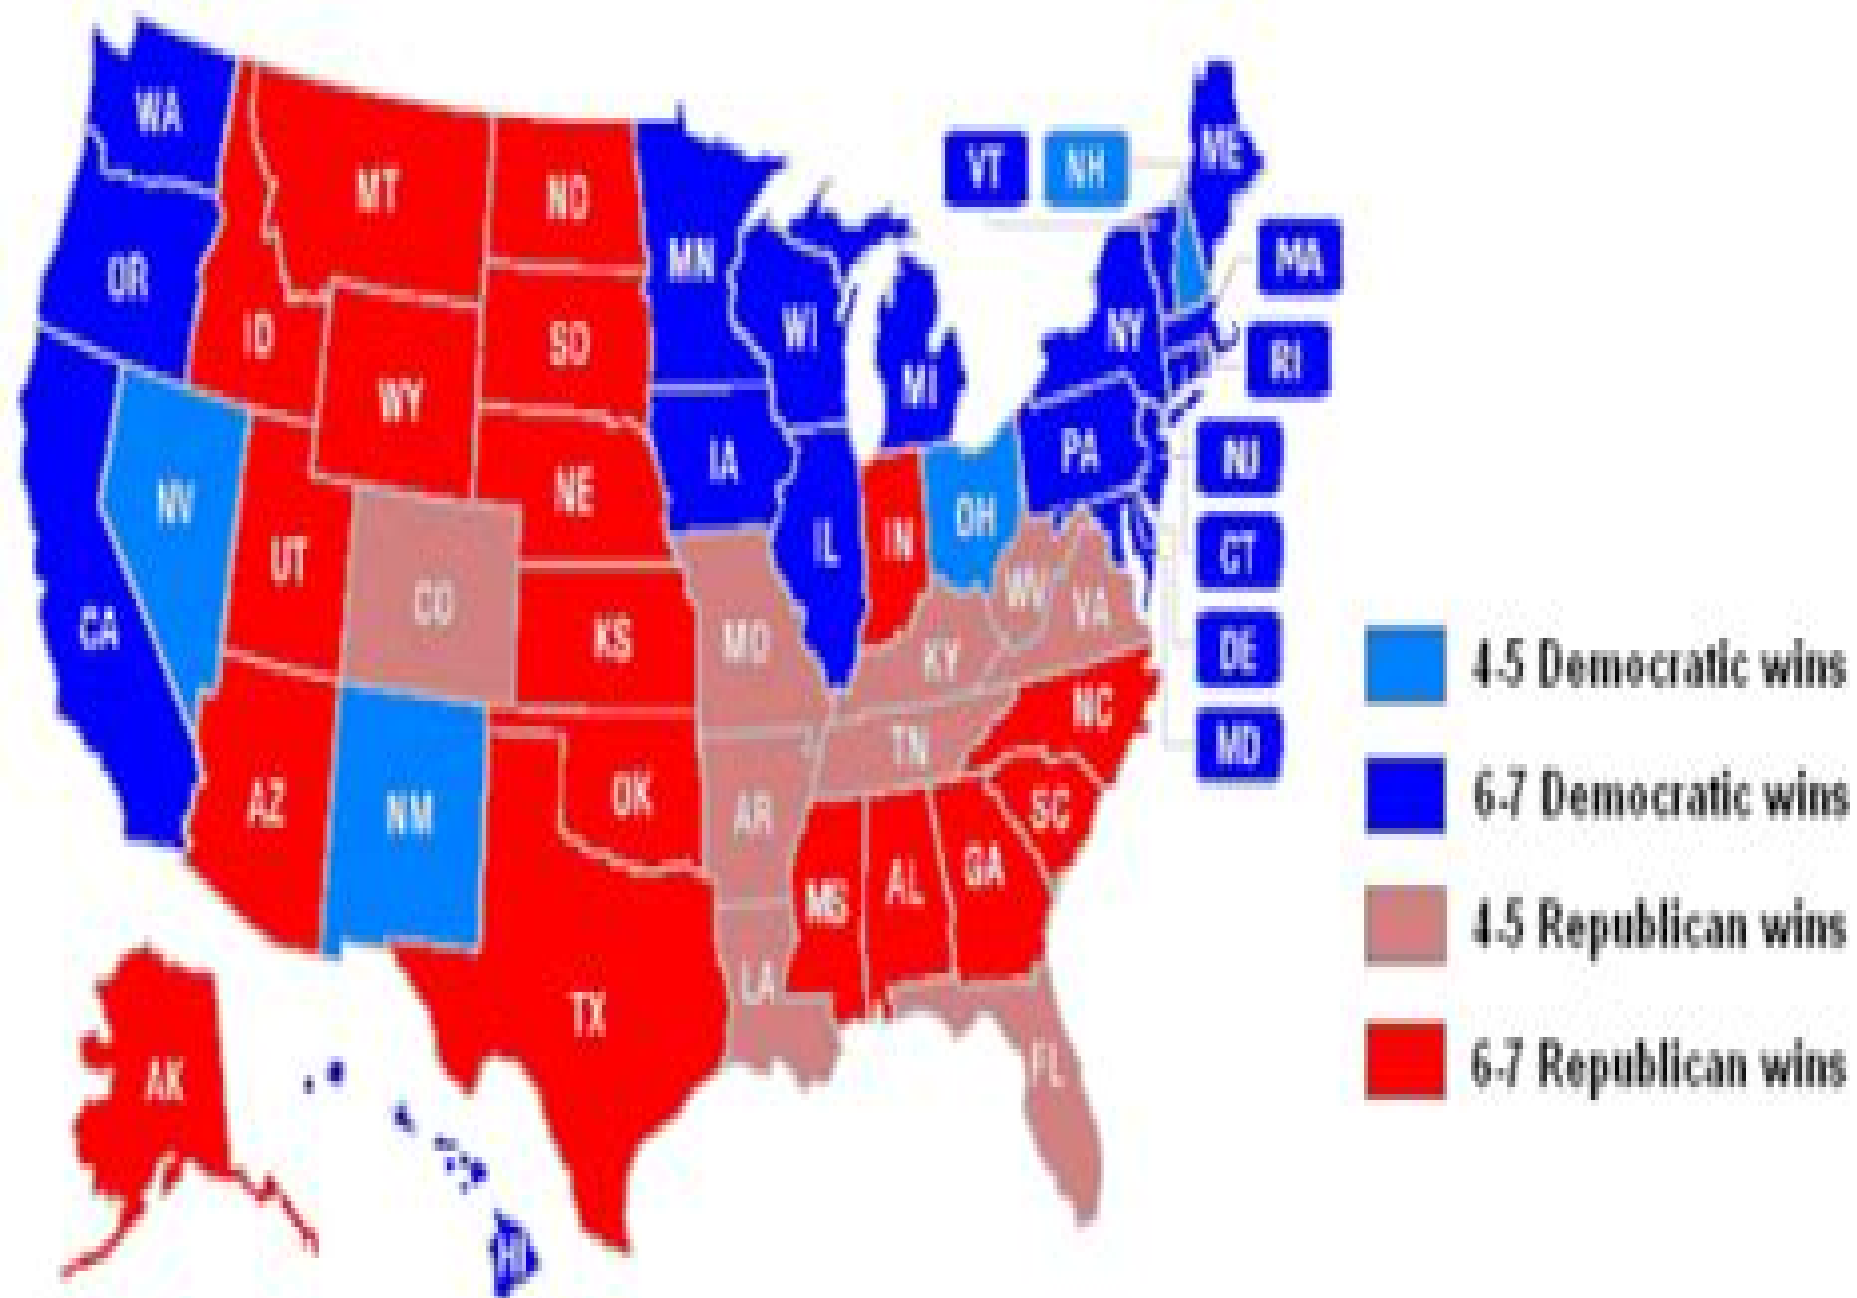 WA
MT
ND
MN
VT
NH
ME
OR
ID
SD
WI
MI
NY
MA
RI
WY
NV
NE
IA
PA
NJ
UT
CO
KS
MO
IL
IN
OH
WV
VA
CT
CA
KY
DE
AZ
NM
OK
AR
TN
NC
MD
SC
MS
AL
GA
LA
TX
FL
AK
HI
4-5 Democratic wins
6-7 Democratic wins
4-5 Republican wins
6-7 Republican wins